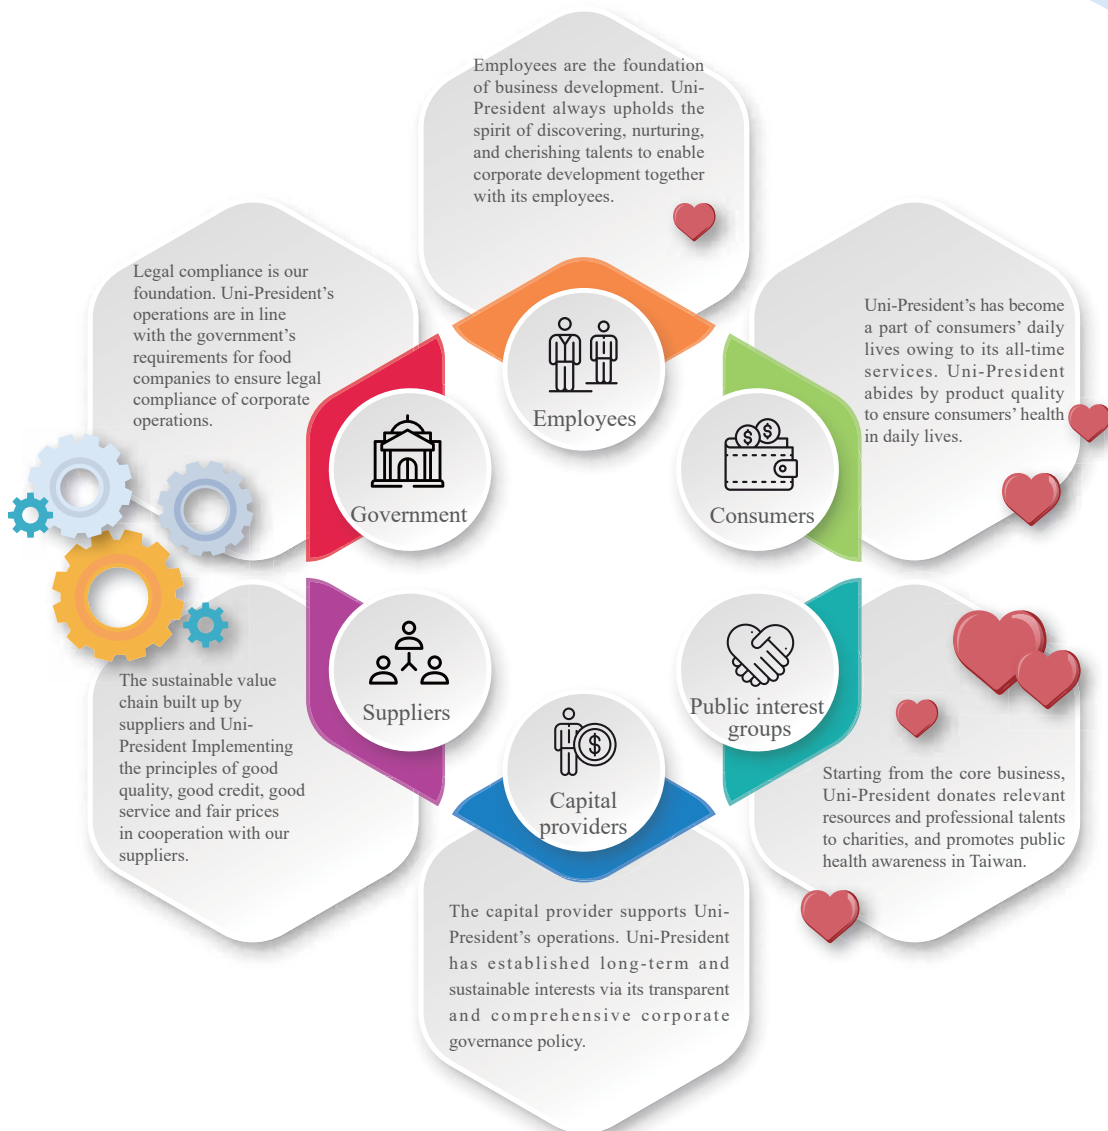 Employees are the foundation
of business development. Uni-
President always upholds the
spirit of discovering, nurturing,
and cherishing talents to enable
corporate development together
with its employees.
Employees
Legal compliance is our
foundation. Uni-President's
operations are in line
with the government's
requirements for food
companies to ensure legal
compliance of corporate
operations.
Government
Uni-President's has become
a part of consumers' daily
lives owing to its all-time
services. Uni-President
abides by product quality
to ensure consumers' health
in daily lives.
$ $
Consumers
The sustainable value
chain built up by
suppliers and Uni-
President Implementing
the principles of good
quality, good credit, good
service and fair prices
in cooperation with our
suppliers.
Suppliers
Public interest
groups
Starting from the core business,
Uni-President donates relevant
resources and professional talents
to charities, and promotes public
health awareness in Taiwan.
$
Capital
providers
The capital provider supports Uni-
President's operations. Uni-President
has established long-term and
sustainable interests via its transparent
and comprehensive corporate
governance policy.